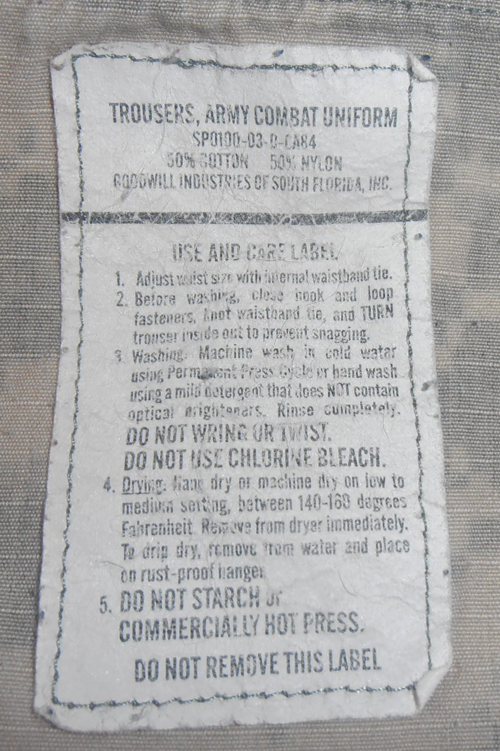 TROUSERS, ARMY COMBAT UNIFORM
SPO100-03-D-CA84
50% COTTON 50% NYLON
GOODWILL INDUSTRIES OF SOUTH FLORIDA, INC.
USE AND CARE LABEL
1. Adjust waist size with internal waistband tie.
2. Before washing, close hook and loop
fasteners, knot waistband tie, and TURN
trouser inside out to prevent snagging.
3. Washing: Machine wash in cold water
using Permanent Press Cycle or hand wash
using a mild detergent that does NOT contain
optical brighteners. Rinse completely.
DO NOT WRING OR TWIST.
DO NOT USE CHLORINE BLEACH.
4. Drying: Hang dry or machine dry on low to
medium setting, between 140-160 degrees
Fahrenheit. Remove from dryer immediately.
To drip dry, remove from water and place
on rust-proof hanger
5. DO NOT STARCH or
COMMERCIALLY HOT PRESS.
DO NOT REMOVE THIS LABEL